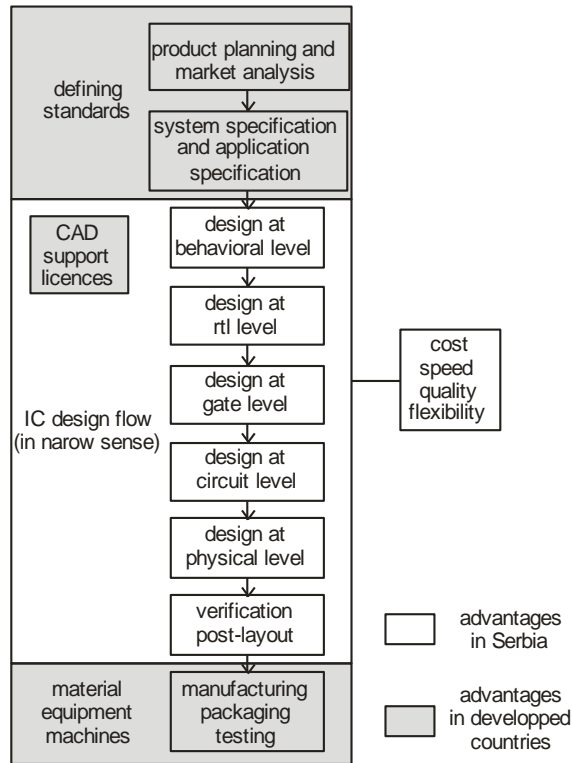 product planning and
market analysis
defining
standards
system specification
and application
specification
CAD
support
licences
design at
behavioral level
design at
rtl level
cost
speed
quality
flexibility
IC design flow
(in narow sense)
design at
gate level
design at
circuit level
design at
physical level
verification
post-layout
advantages
in Serbia
material
equipment
machines
manufacturing
packaging
testing
advantages
in developped
countries